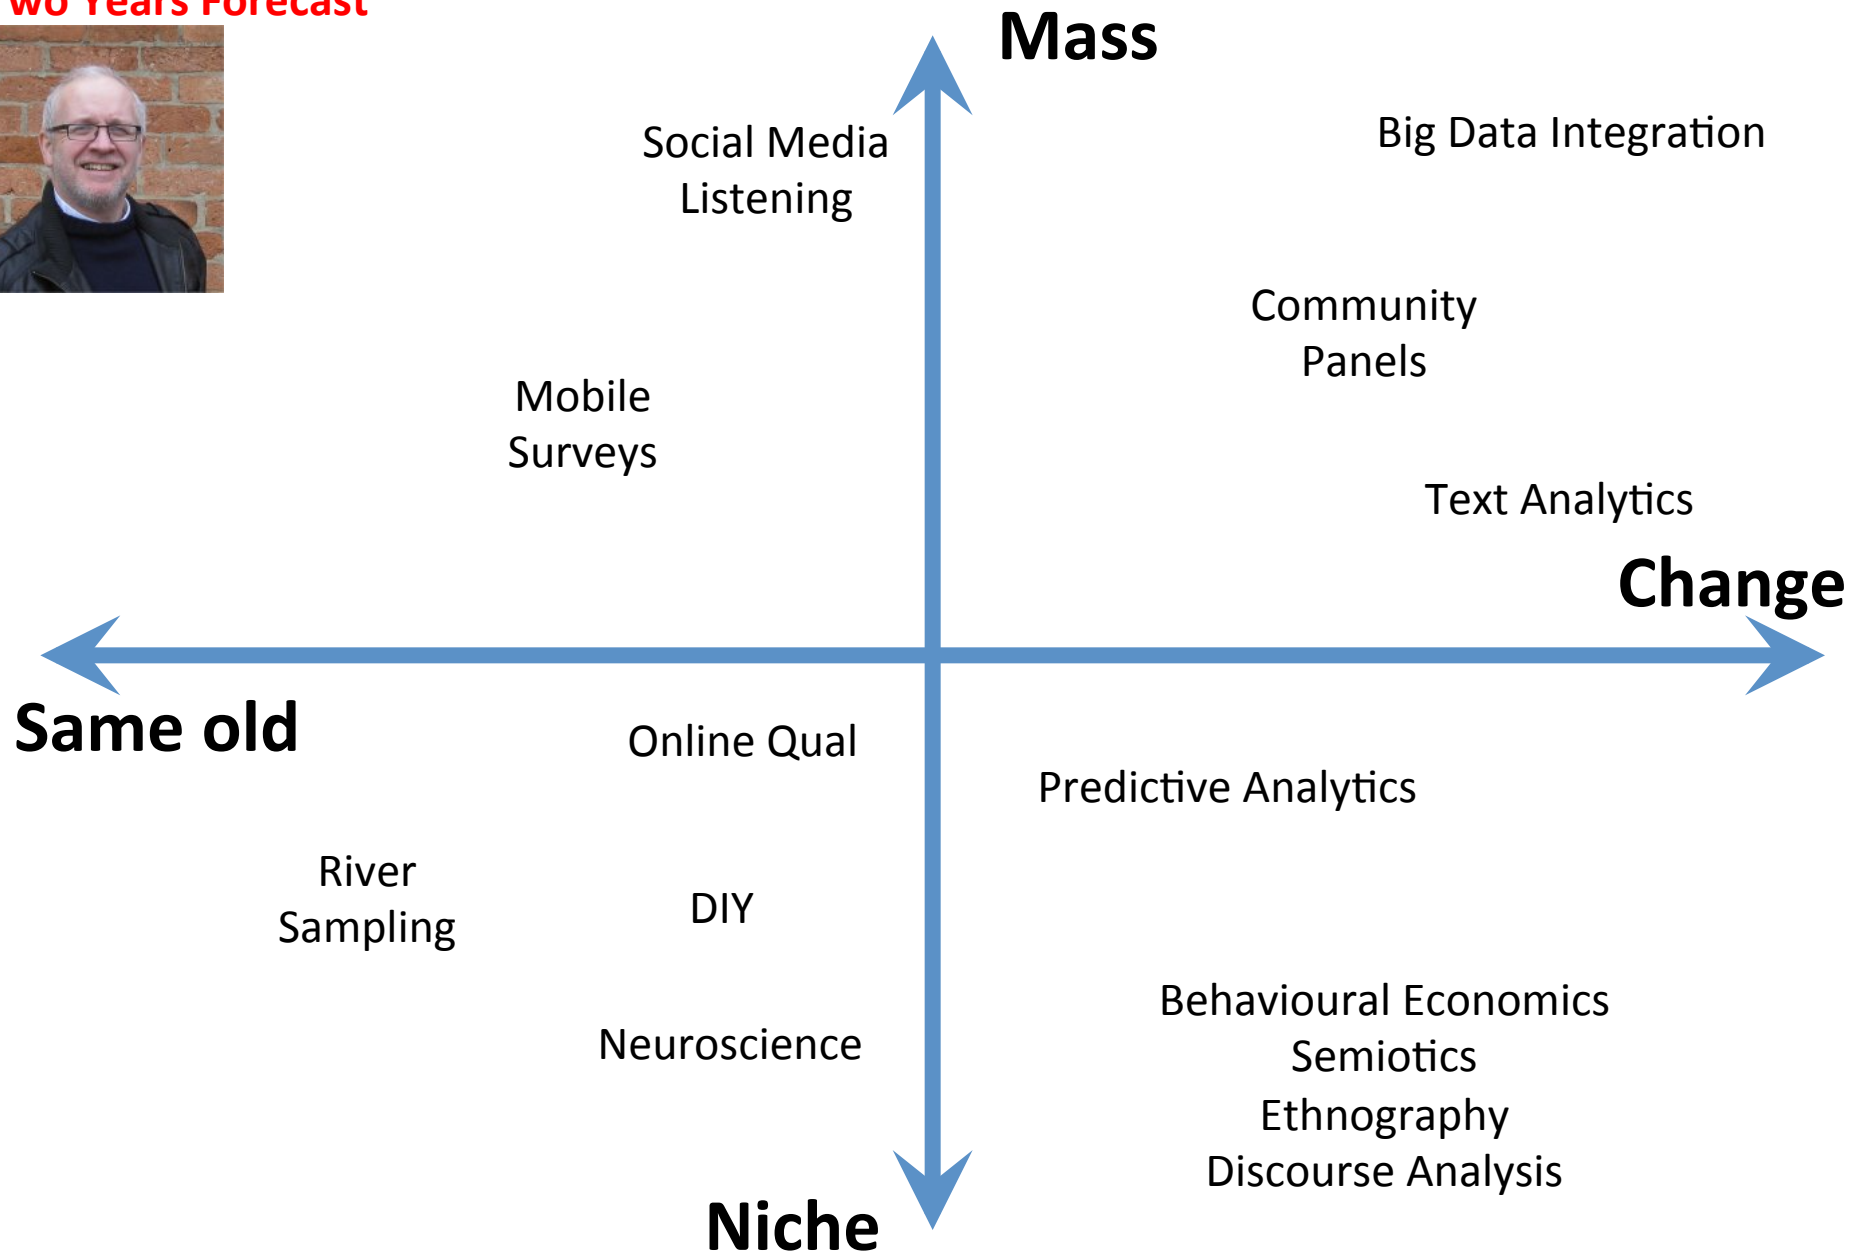 wo Years Forecast
Mass
Social Media
Listening
Big Data Integration
Community
Panels
Mobile
Surveys
Text Analytics
Change
Same old
Online Qual
Predictive Analytics
River
Sampling
DIY
Neuroscience
Behavioural Economics
Semiotics
Ethnography
Discourse Analysis
Niche